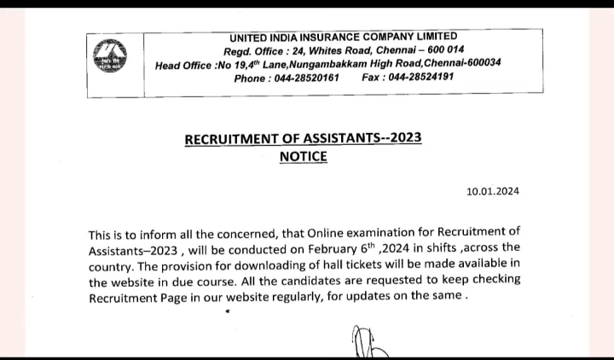 UNITED INDIA INSURANCE COMPANY LIMITED
Regd. Office : 24, Whites Road, Chennai – 600 014
Head Office :No 19,4th Lane,Nungambakkam High Road,Chennai-600034
Phone : 044-28520161 Fax : 044-28524191
RECRUITMENT OF ASSISTANTS--2023
NOTICE
10.01.2024
This is to inform all the concerned, that Online examination for Recruitment of
Assistants–2023 , will be conducted on February 6th ,2024 in shifts ,across the
country. The provision for downloading of hall tickets will be made available in
the website in due course. All the candidates are requested to keep checking
Recruitment Page in our website regularly, for updates on the same .